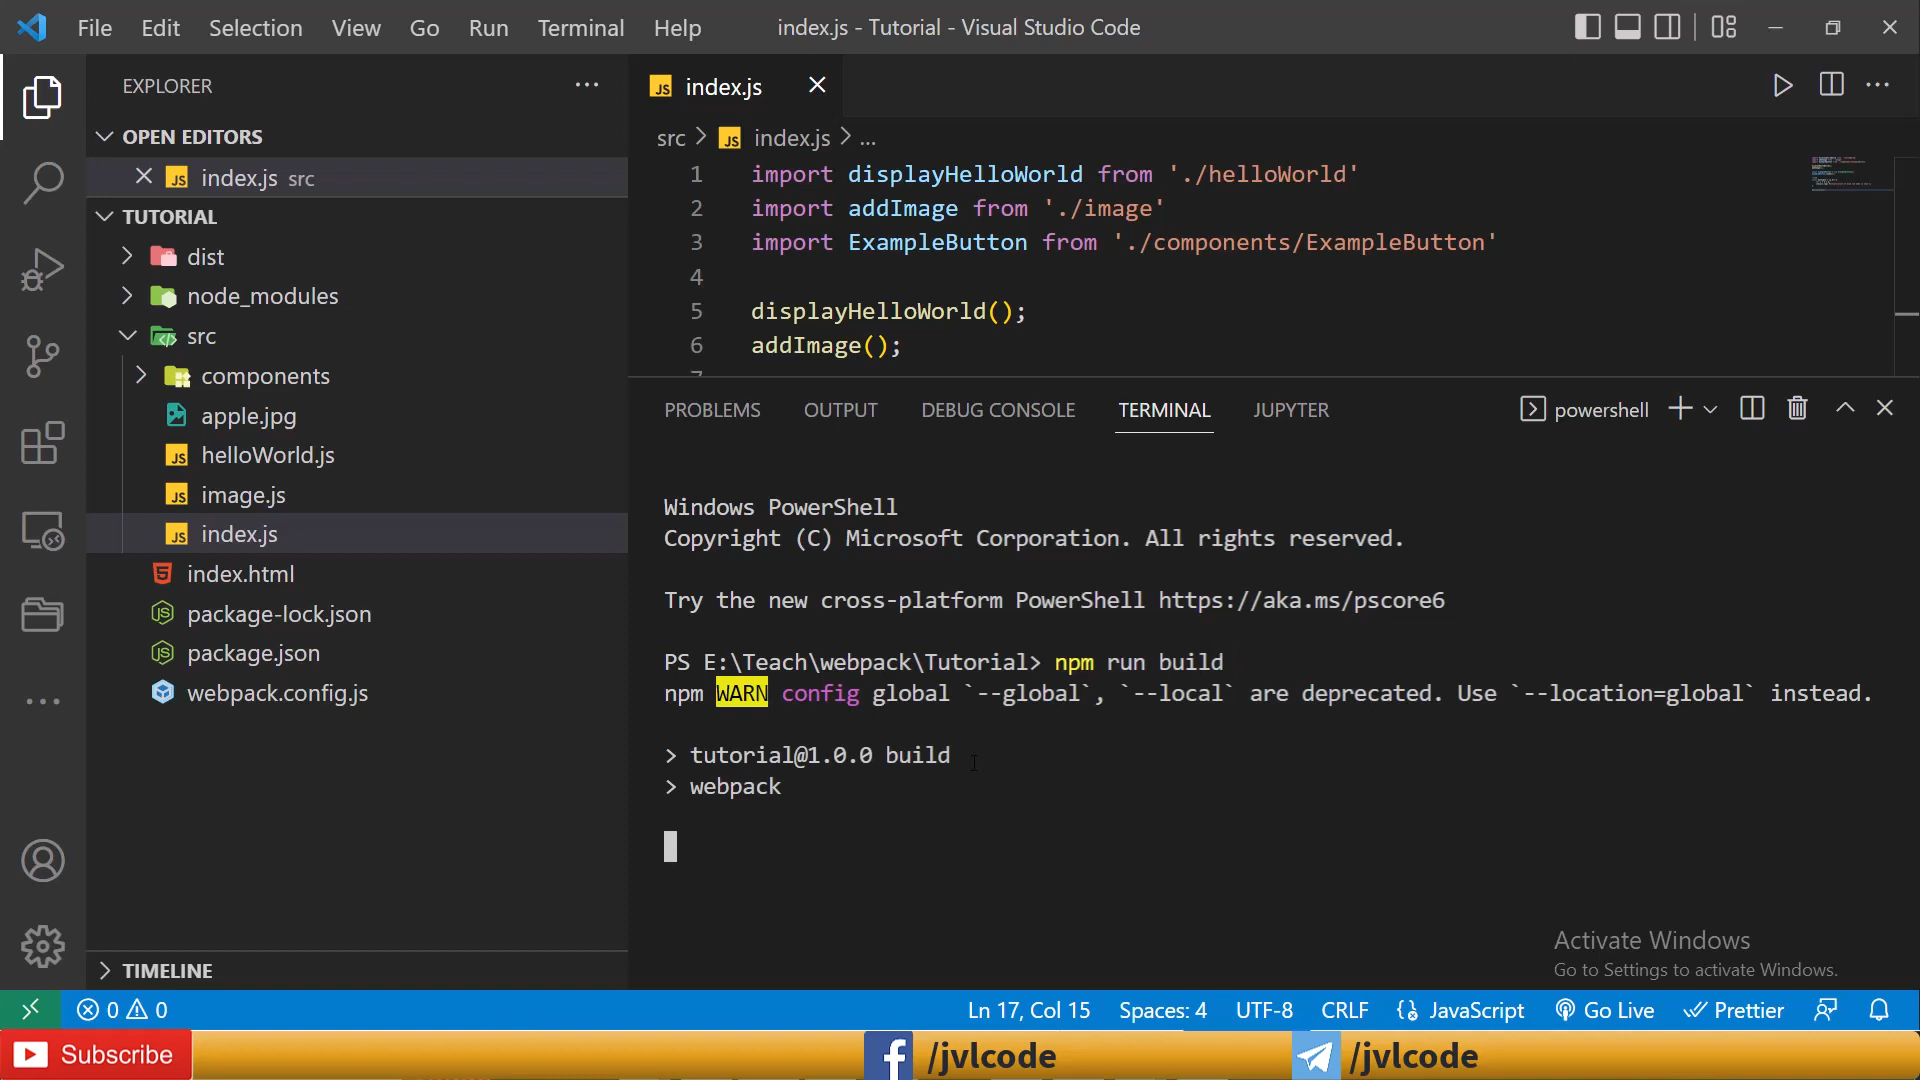 File Edit Selection View Go Run Terminal Help index.js - Tutorial - Visual Studio Code
EXPLORER
OPEN EDITORS
index.js src
TUTORIAL
dist
node_modules
src
components
apple.jpg
helloWorld.js
image.js
index.js
index.html
package-lock.json
package.json
webpack.config.js
TIMELINE
index.js
src > index.js > ...
1 import displayHelloWorld from './helloWorld'
2 import addImage from './image'
3 import ExampleButton from './components/ExampleButton'
4
5 displayHelloWorld();
6 addImage();
PROBLEMS OUTPUT DEBUG CONSOLE TERMINAL JUPYTER powershell
Windows PowerShell
Copyright (C) Microsoft Corporation. All rights reserved.
Try the new cross-platform PowerShell https://aka.ms/pscore6
PS E:\Teach\webpack\Tutorial> npm run build
npm WARN config global `--global`, `--local` are deprecated. Use `--location=global` instead.
> tutorial@1.0.0 build
> webpack
Activate Windows
Go to Settings to activate Windows.
0 0 Ln 17, Col 15 Spaces: 4 UTF-8 CRLF JavaScript Go Live Prettier
Subscribe /jvlcode /jvlcode